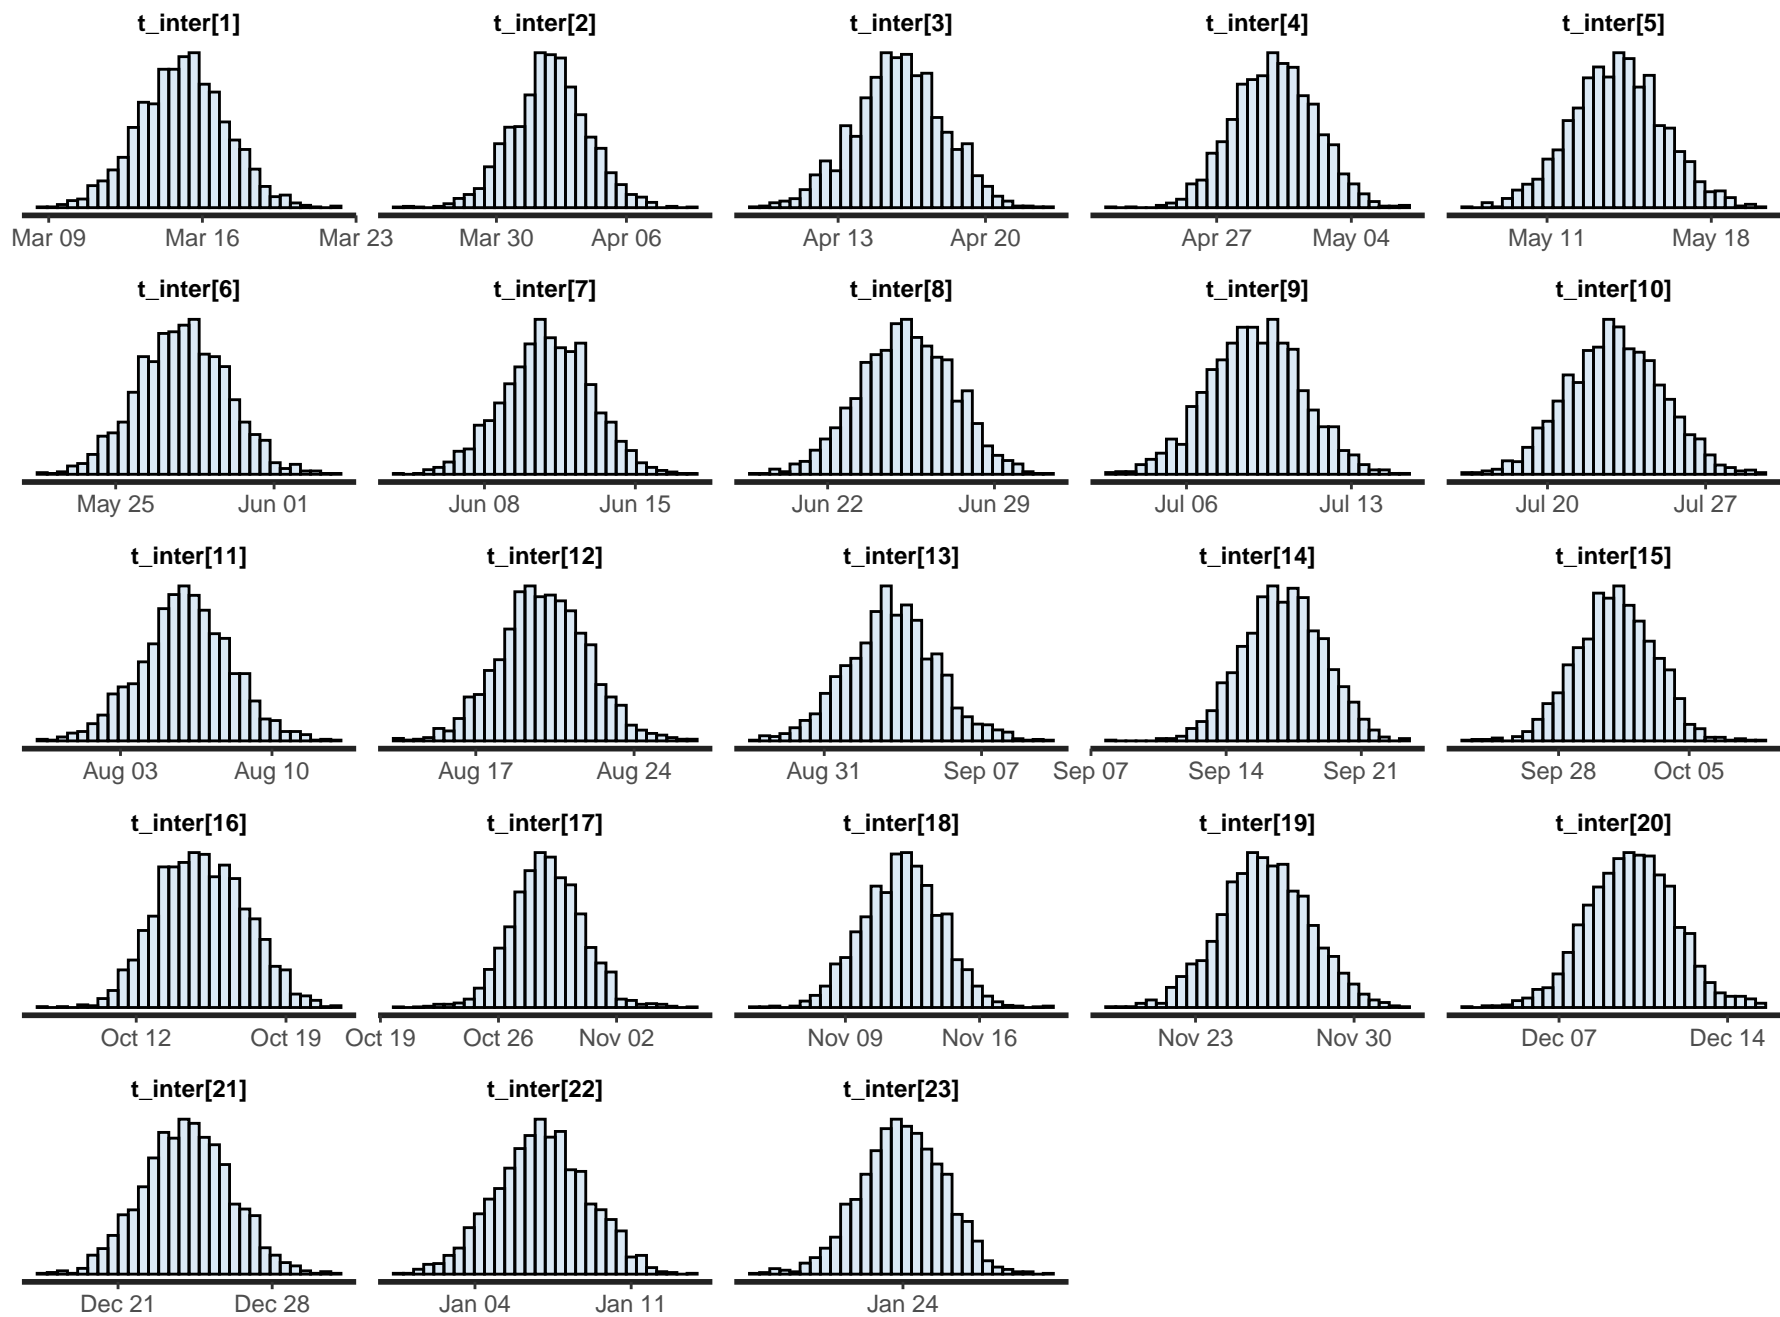 t_inter[1] t_inter[2] t_inter[3] t_inter[4] t_inter[5]
Mar 09 Mar 16 Mar 23 Mar 30 Apr 06 Apr 13 Apr 20 Apr 27 May 04 May 11 May 18
t_inter[6] t_inter[7] t_inter[8] t_inter[9] t_inter[10]
May 25 Jun 01 Jun 08 Jun 15 Jun 22 Jun 29 Jul 06 Jul 13 Jul 20 Jul 27
t_inter[11] t_inter[12] t_inter[13] t_inter[14] t_inter[15]
Aug 03 Aug 10 Aug 17 Aug 24 Aug 31 Sep 07 Sep 07 Sep 14 Sep 21 Sep 28 Oct 05
t_inter[16] t_inter[17] t_inter[18] t_inter[19] t_inter[20]
Oct 12 Oct 19 Oct 19 Oct 26 Nov 02 Nov 09 Nov 16 Nov 23 Nov 30 Dec 07 Dec 14
t_inter[21] t_inter[22] t_inter[23]
Dec 21 Dec 28 Jan 04 Jan 11 Jan 24